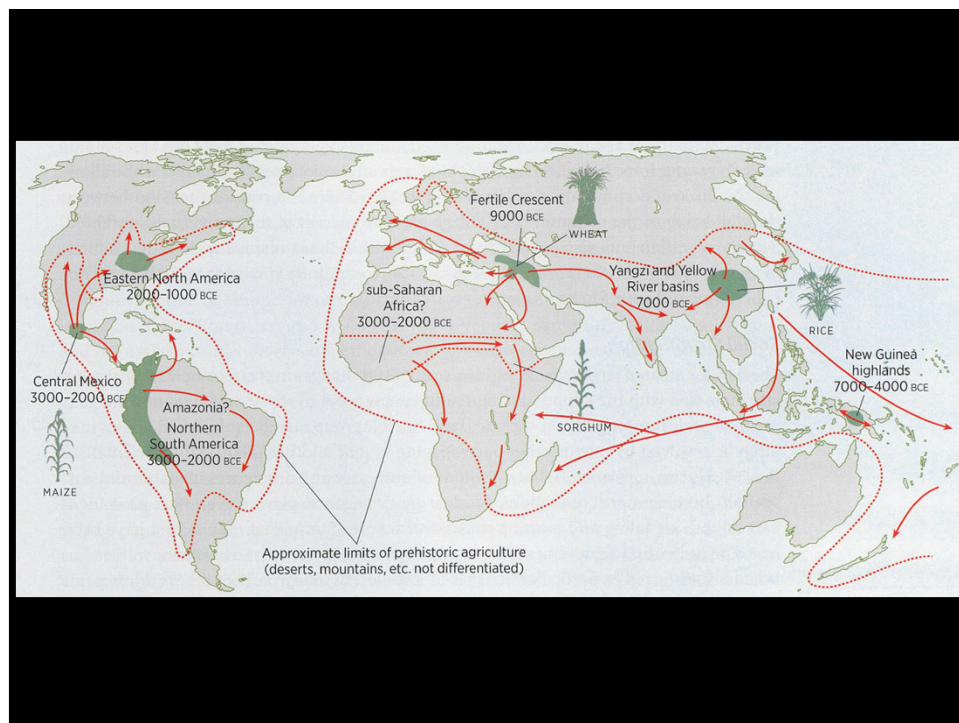 Fertile Crescent
9000 BCE
WHEAT
Eastern North America
2000–1000 BCE
sub-Saharan
Africa?
3000–2000 BCE
Yangzi and Yellow
River basins
7000 BCE
RICE
Central Mexico
3000–2000 BCE
MAIZE
Amazonia?
Northern
South America
3000–2000 BCE
SORGHUM
New Guinea
highlands
7000–4000 BCE
Approximate limits of prehistoric agriculture
(deserts, mountains, etc. not differentiated)